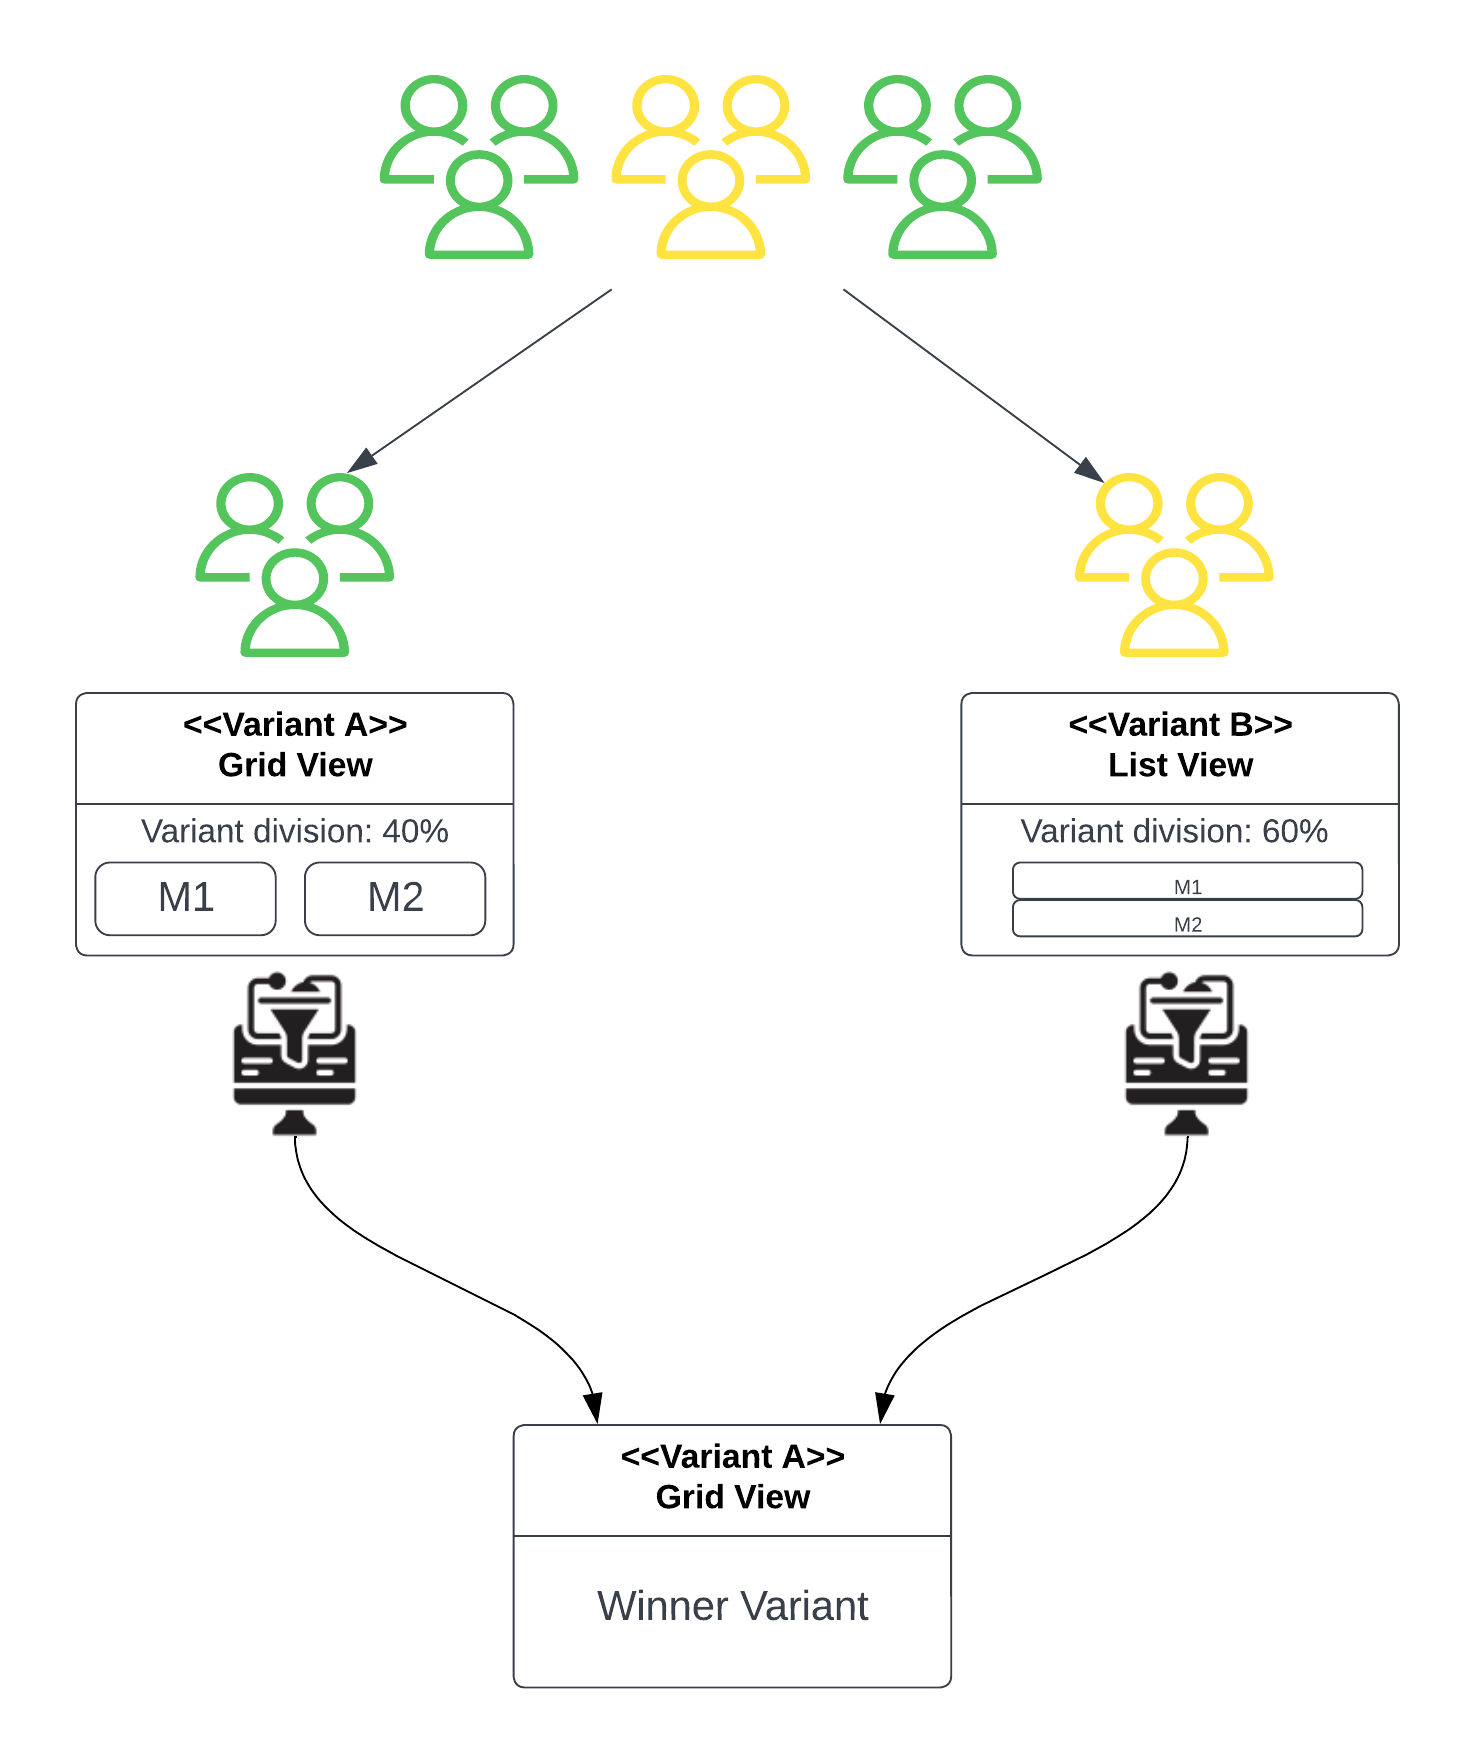 <<Variant A>>
Grid View
Variant division: 40%
M1
M2
<<Variant B>>
List View
Variant division: 60%
M1
M2
<<Variant A>>
Grid View
Winner Variant